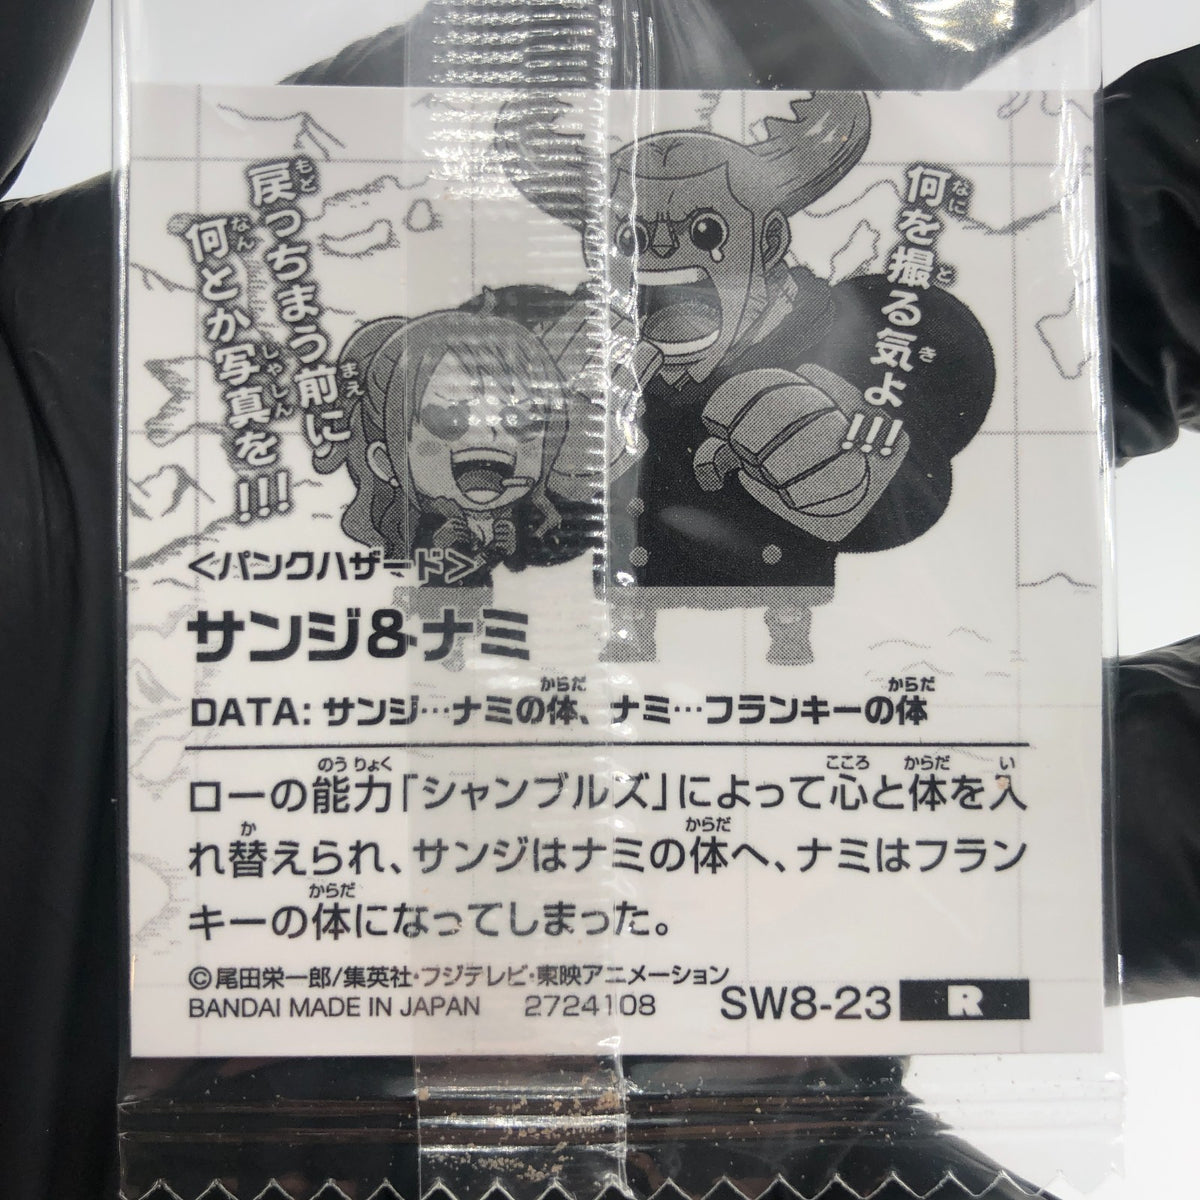 戻っちまう前に
何とか写真を!!!
何を撮る気よ!!!
<パンクハザード>
サンジ&ナミ
DATA: サンジ…ナミの体、ナミ…フランキーの体
ローの能力「シャンブルズ」によって心と体を入
れ替えられ、サンジはナミの体へ、ナミはフラン
キーの体になってしまった。
©尾田栄一郎/集英社・フジテレビ・東映アニメーション
BANDAI MADE IN JAPAN 2724108
SW8-23 R